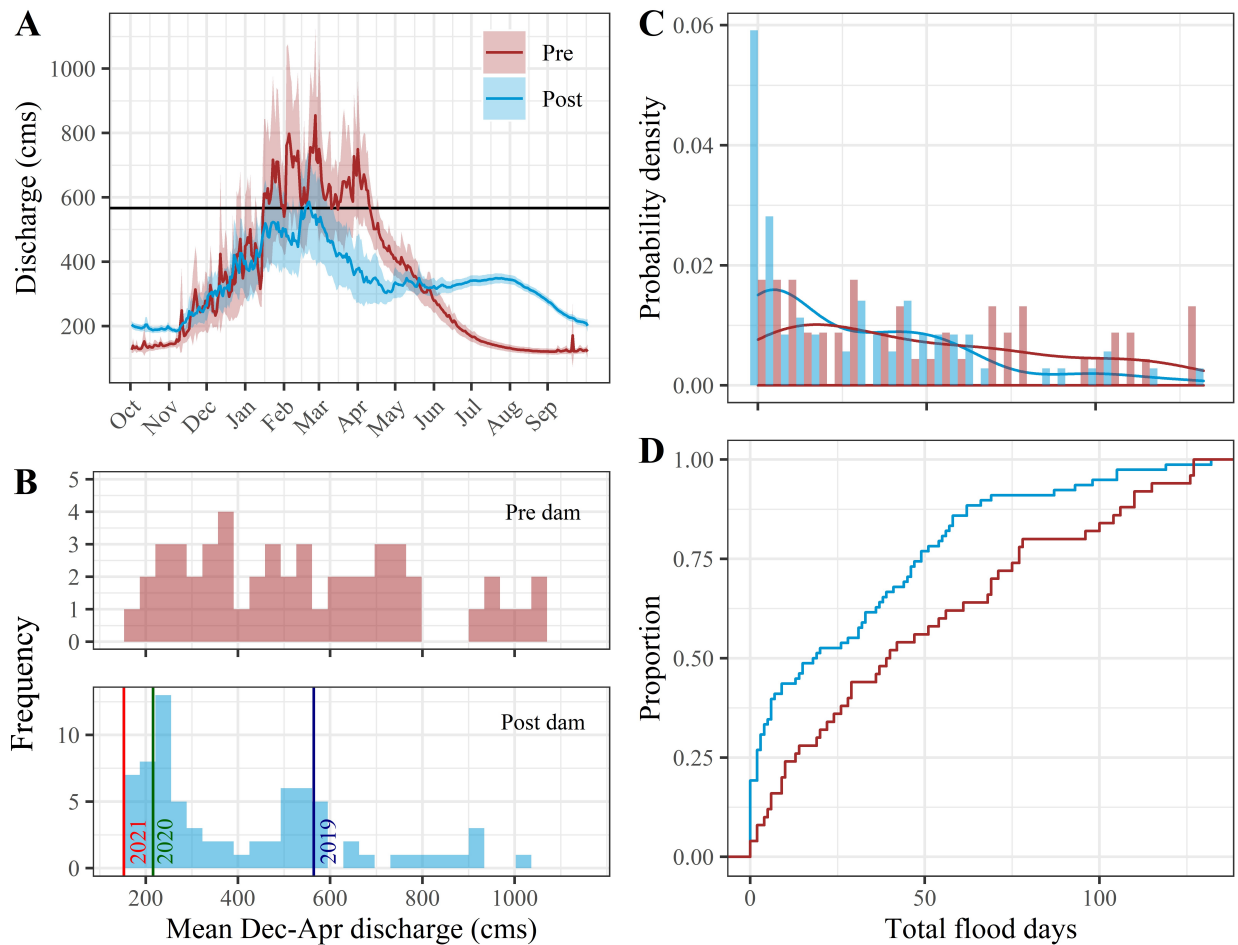 A
Discharge (cms)
1000
800
600
400
200
Pre
Post
Oct Nov Dec Jan Feb Mar Apr May Jun Jul Aug Sep
B
Frequency
5
4
3
2
1
0
Pre dam
10
5
0
Post dam
2021
2020
2019
200 400 600 800 1000
Mean Dec-Apr discharge (cms)
C
Probability density
0.06
0.04
0.02
0.00
D
Proportion
1.00
0.75
0.50
0.25
0.00
0 50 100
Total flood days